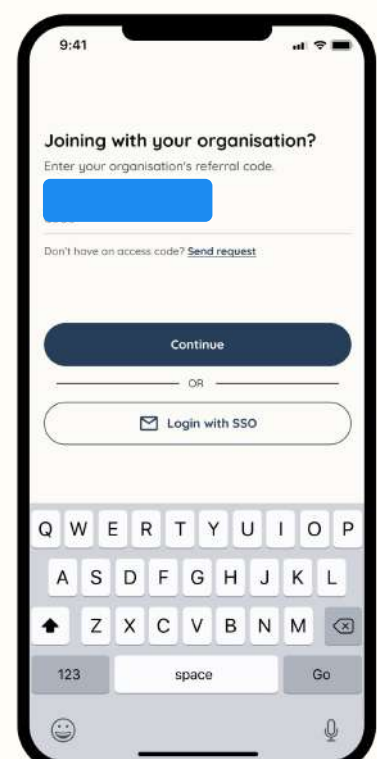 9:41
Joining with your organisation?
Enter your organisation's referral code.
Don't have an access code? Send request
Continue
OR
Login with SSO
Q W E R T Y U I O P
A S D F G H J K L
Z X C V B N M
123 space Go